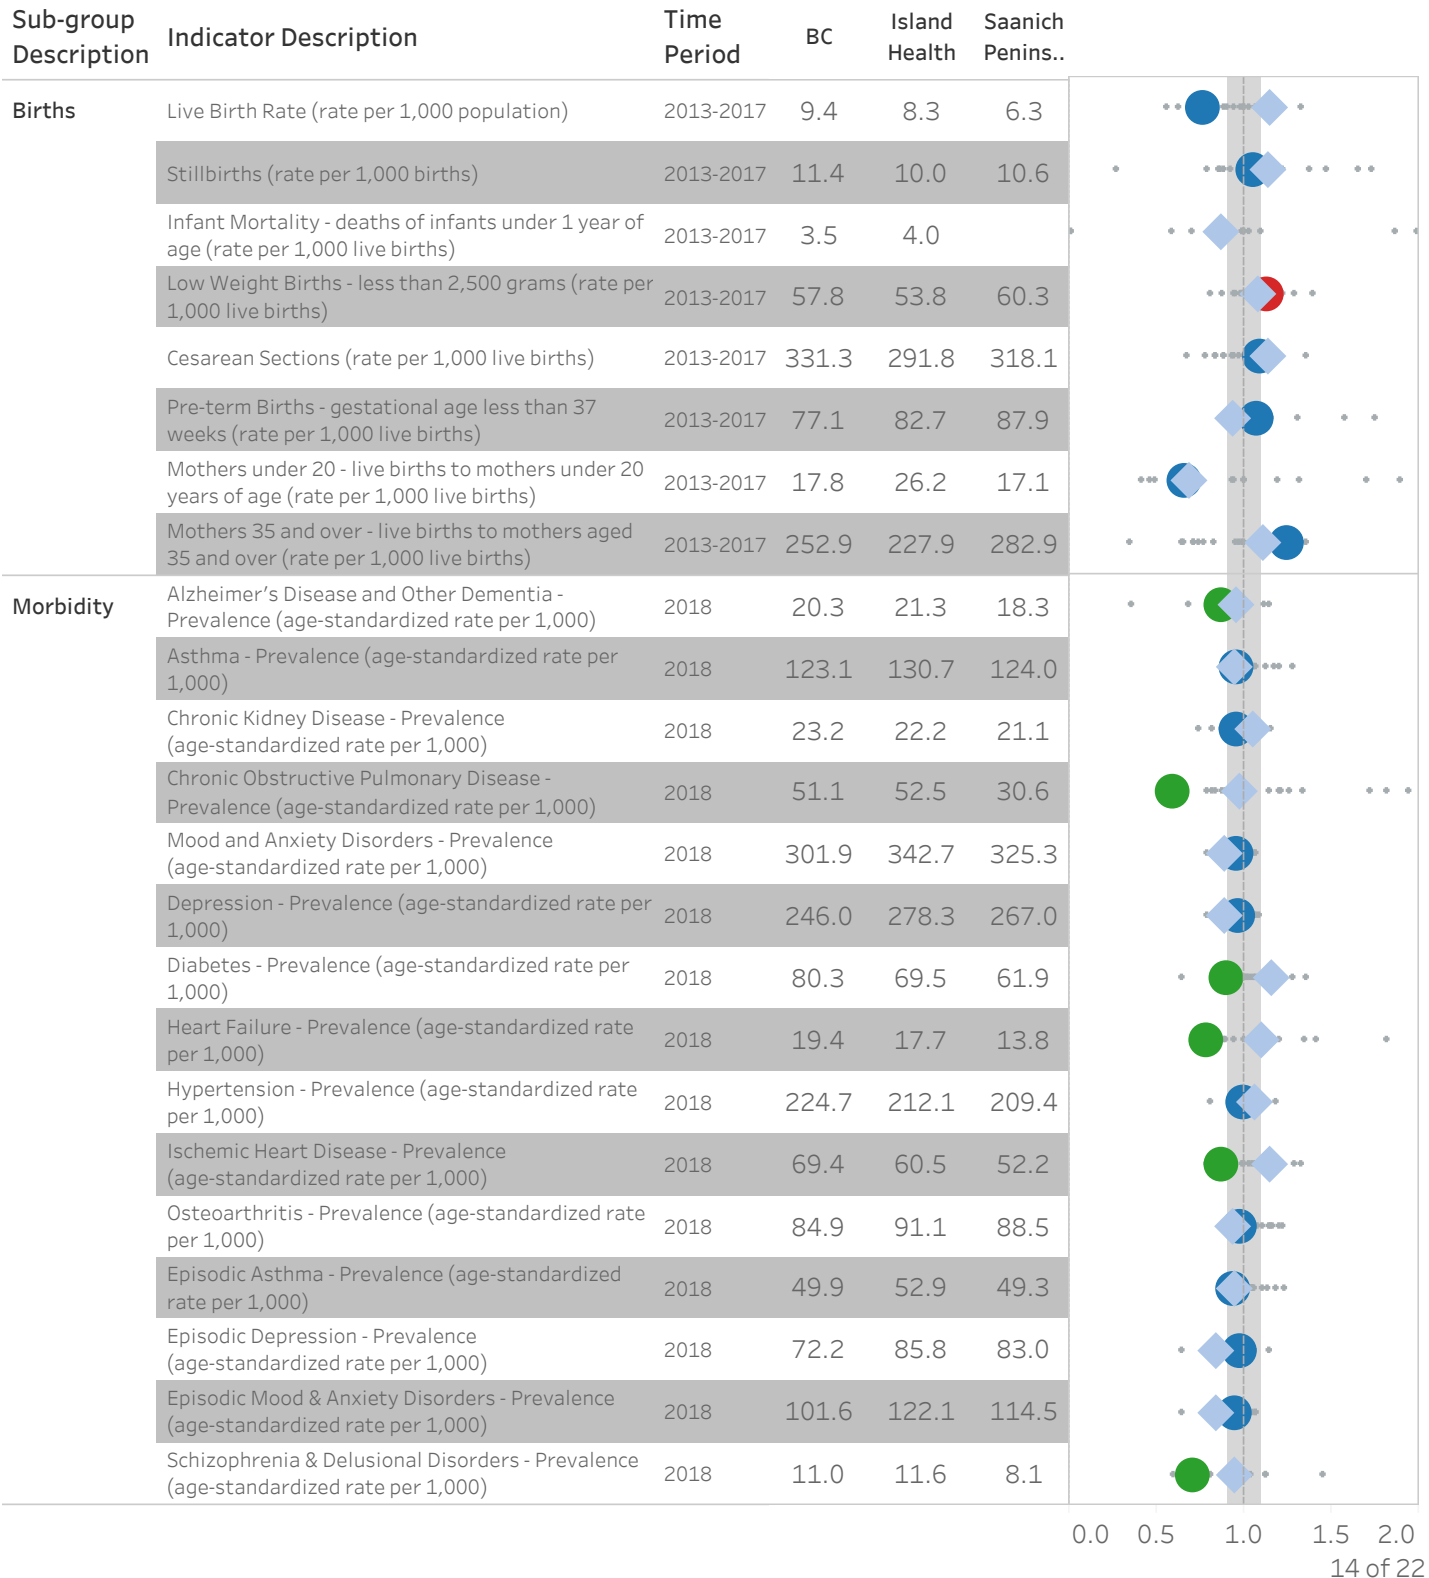 Sub-group Description Indicator Description Time Period BC Island Health Saanich Penins..
Births Live Birth Rate (rate per 1,000 population) 2013-2017 9.4 8.3 6.3
Stillbirths (rate per 1,000 births) 2013-2017 11.4 10.0 10.6
Infant Mortality - deaths of infants under 1 year of
age (rate per 1,000 live births) 2013-2017 3.5 4.0
Low Weight Births - less than 2,500 grams (rate per
1,000 live births) 2013-2017 57.8 53.8 60.3
Cesarean Sections (rate per 1,000 live births) 2013-2017 331.3 291.8 318.1
Pre-term Births - gestational age less than 37
weeks (rate per 1,000 live births) 2013-2017 77.1 82.7 87.9
Mothers under 20 - live births to mothers under 20
years of age (rate per 1,000 live births) 2013-2017 17.8 26.2 17.1
Mothers 35 and over - live births to mothers aged
35 and over (rate per 1,000 live births) 2013-2017 252.9 227.9 282.9
Morbidity Alzheimer's Disease and Other Dementia -
Prevalence (age-standardized rate per 1,000) 2018 20.3 21.3 18.3
Asthma - Prevalence (age-standardized rate per
1,000) 2018 123.1 130.7 124.0
Chronic Kidney Disease - Prevalence
(age-standardized rate per 1,000) 2018 23.2 22.2 21.1
Chronic Obstructive Pulmonary Disease -
Prevalence (age-standardized rate per 1,000) 2018 51.1 52.5 30.6
Mood and Anxiety Disorders - Prevalence
(age-standardized rate per 1,000) 2018 301.9 342.7 325.3
Depression - Prevalence (age-standardized rate per
1,000) 2018 246.0 278.3 267.0
Diabetes - Prevalence (age-standardized rate per
1,000) 2018 80.3 69.5 61.9
Heart Failure - Prevalence (age-standardized rate
per 1,000) 2018 19.4 17.7 13.8
Hypertension - Prevalence (age-standardized rate
per 1,000) 2018 224.7 212.1 209.4
Ischemic Heart Disease - Prevalence
(age-standardized rate per 1,000) 2018 69.4 60.5 52.2
Osteoarthritis - Prevalence (age-standardized rate
per 1,000) 2018 84.9 91.1 88.5
Episodic Asthma - Prevalence (age-standardized
rate per 1,000) 2018 49.9 52.9 49.3
Episodic Depression - Prevalence
(age-standardized rate per 1,000) 2018 72.2 85.8 83.0
Episodic Mood & Anxiety Disorders - Prevalence
(age-standardized rate per 1,000) 2018 101.6 122.1 114.5
Schizophrenia & Delusional Disorders - Prevalence
(age-standardized rate per 1,000) 2018 11.0 11.6 8.1
0.0 0.5 1.0 1.5 2.0
14 of 22